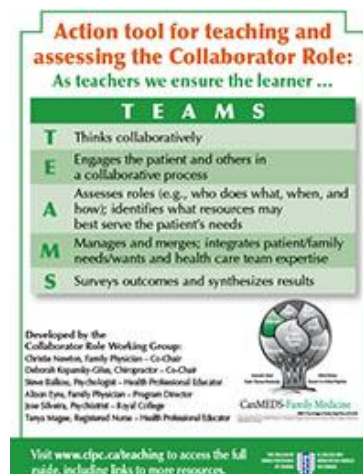 Action tool for teaching and
assessing the Collaborator Role:
As teachers we ensure the learner ...
T E A M S
T Thinks collaboratively
E Engages the patient and others in
a collaborative process
A Assesses roles (e.g., who does what, when, and
how); identifies what resources may
best serve the patient's needs
M Manages and merges; integrates patient/family
needs/wants and health care team expertise
S Surveys outcomes and synthesizes results
Developed by the
Collaborator Role Working Group:
Christie Newton, Family Physician – Co-Chair
Deborah Kopansky-Giles, Chiropractor – Co-Chair
Steve Balkou, Psychologist – Health Professional Educator
Alison Eyre, Family Physician – Program Director
Jose Silveira, Psychiatrist – Royal College
Tanya Magee, Registered Nurse – Health Professional Educator
CanMEDS-Family Medicine
Visit www.cfpc.ca/teaching to access the full
guide, including links to more resources.